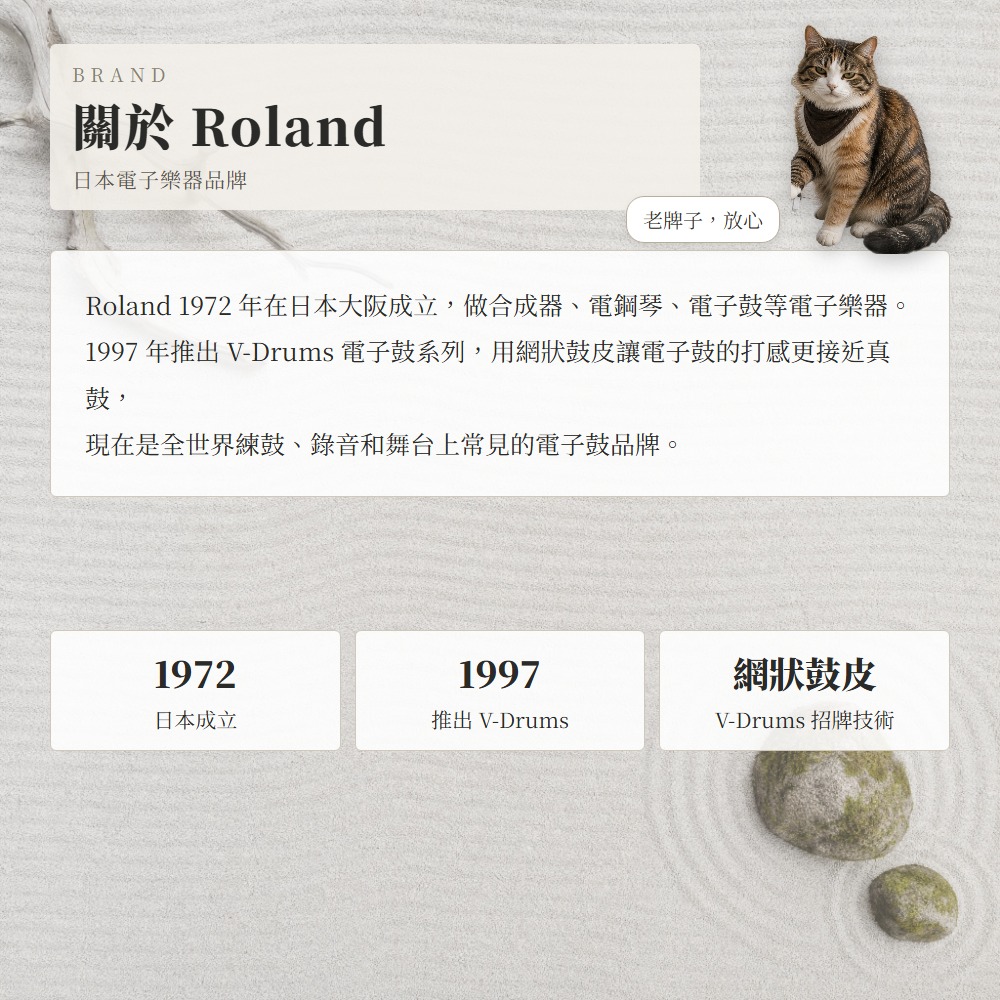 BRAND
關於 Roland
日本電子樂器品牌
老牌子，放心
Roland 1972 年在日本大阪成立，做合成器、電鋼琴、電子鼓等電子樂器。
1997 年推出 V-Drums 電子鼓系列，用網狀鼓皮讓電子鼓的打感更接近真
鼓，
現在是全世界練鼓、錄音和舞台上常見的電子鼓品牌。
1972
日本成立
1997
推出 V-Drums
網狀鼓皮
V-Drums 招牌技術